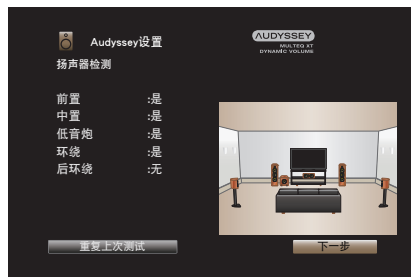 Audyssey设置
AUDYSSEY
MULTEQ XT
DYNAMIC VOLUME
扬声器检测
前置 :是
中置 :是
低音炮 :是
环绕 :是
后环绕 :无
重复上次测试
下一步